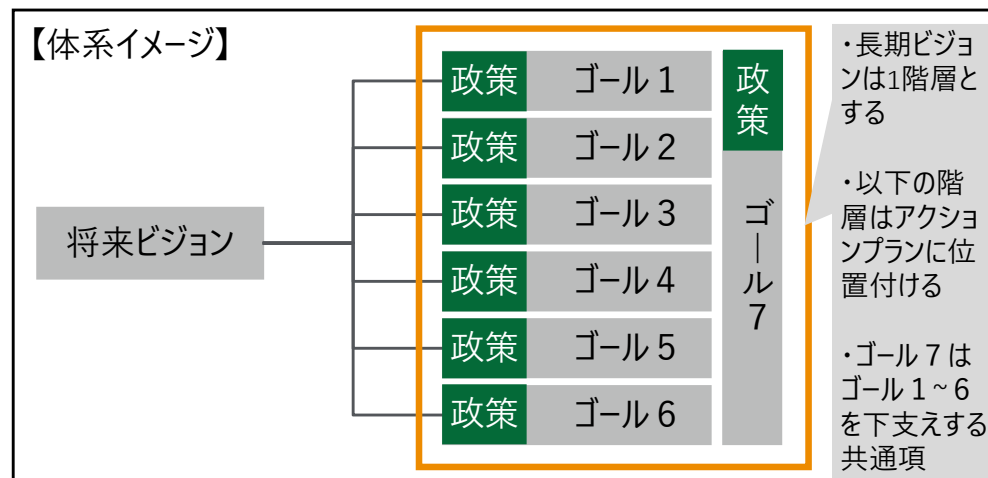 【体系イメージ】
将来ビジョン
政策 ゴール 1
政策 ゴール 2
政策 ゴール 3
政策 ゴール 4
政策 ゴール 5
政策 ゴール 6
政策
ゴール7
・長期ビジョ
ンは1階層と
する
・以下の階
層はアクショ
ンプランに位
置付ける
・ゴール 7 は
ゴール 1 ~ 6
を下支えする
共通項